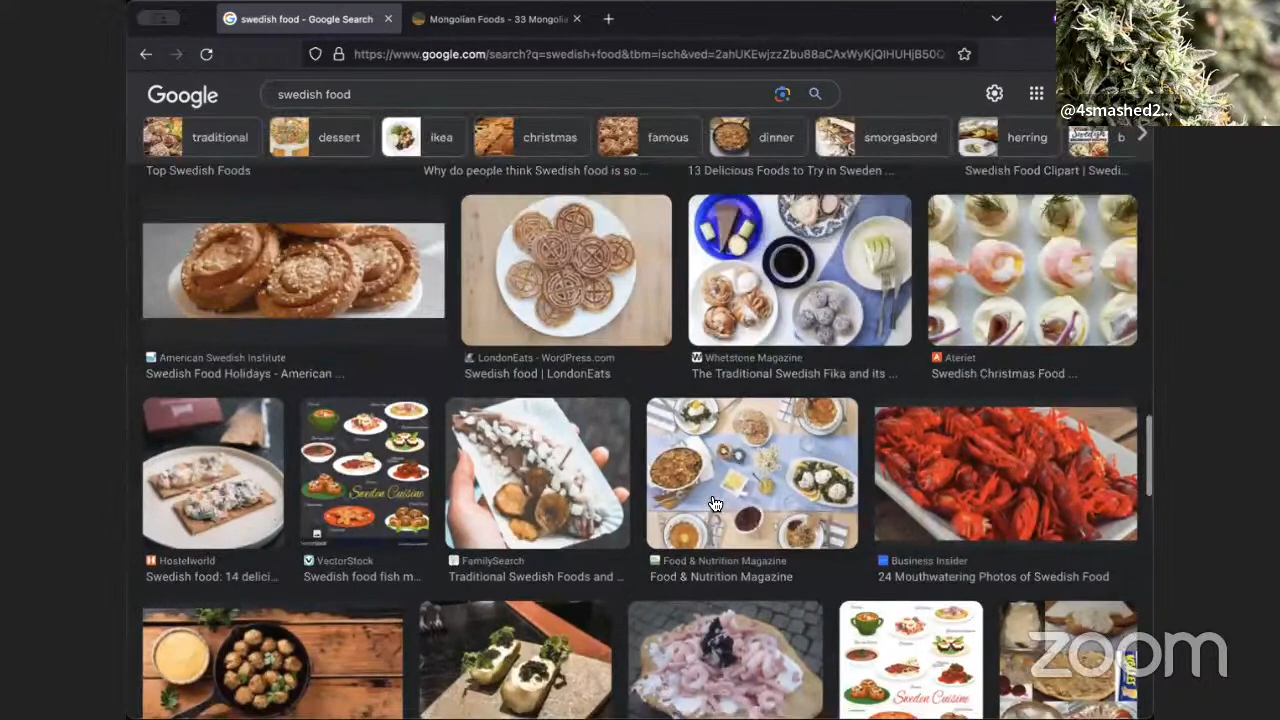 swedish food - Google Search
Mongolian Foods - 33 Mongolia
https://www.google.com/search?q=swedish+food&tbm=isch&ved=2ahUKEwjzzZbu88aCAxWyKjQIHUHjB50Q
@4smashed2...
Google
swedish food
traditional
dessert
ikea
christmas
famous
dinner
smorgasbord
herring
b
Top Swedish Foods
Why do people think Swedish food is so ...
13 Delicious Foods to Try in Sweden ...
Swedish Food Clipart | Swedi...
American Swedish Institute
Swedish Food Holidays - American ...
LondonEats - WordPress.com
Swedish food | LondonEats
Whetstone Magazine
The Traditional Swedish Fika and its ...
Ateriet
Swedish Christmas Food ...
Sweden Cuisine
Hostelworld
Swedish food: 14 delici...
VectorStock
Swedish food fish m...
FamilySearch
Traditional Swedish Foods and ...
Food & Nutrition Magazine
Food & Nutrition Magazine
Business Insider
24 Mouthwatering Photos of Swedish Food
Sweden Cuisine
zoom